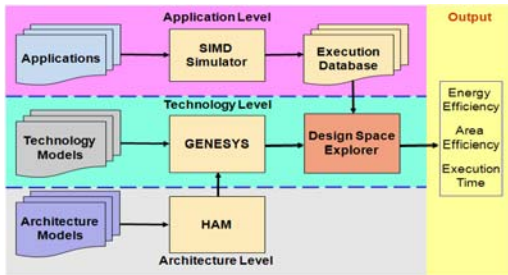 Application Level
Output
Applications
SIMD
Simulator
Execution
Database
Technology Level
Technology
Models
GENESYS
Design Space
Explorer
Energy
Efficiency
Area
Efficiency
Execution
Time
Architecture
Models
HAM
Architecture Level